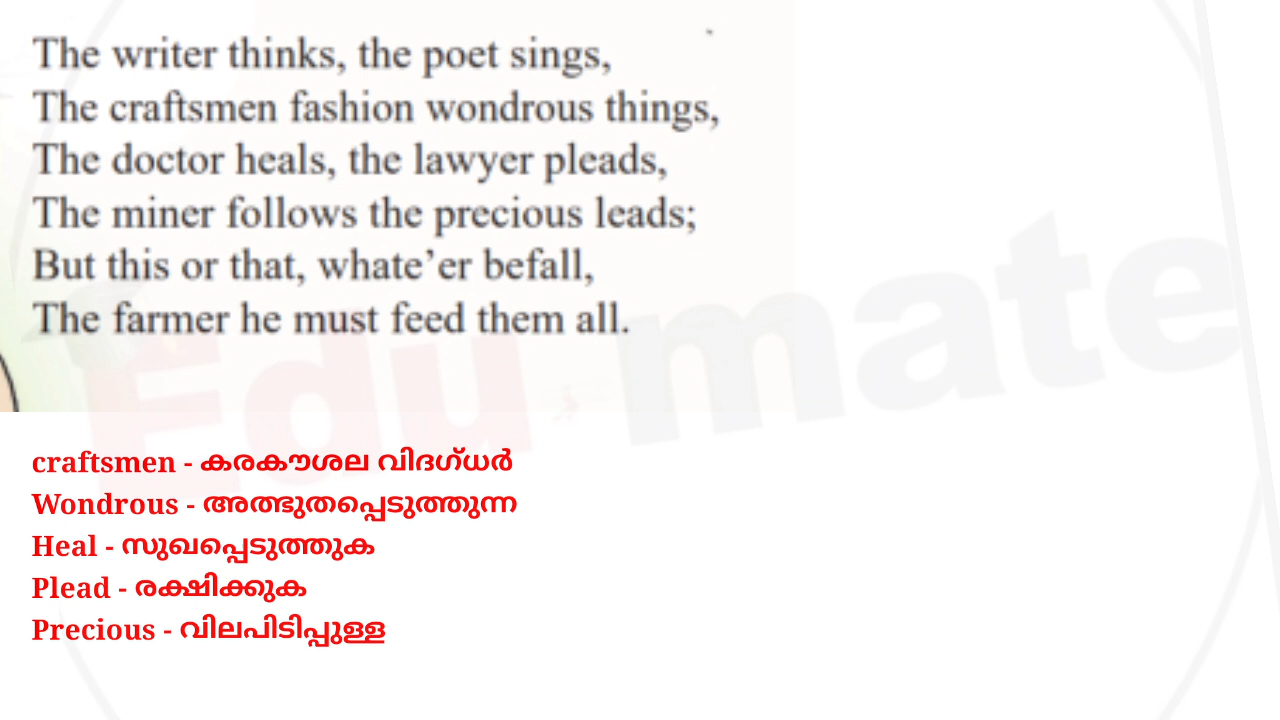 The writer thinks, the poet sings,
The craftsmen fashion wondrous things,
The doctor heals, the lawyer pleads,
The miner follows the precious leads;
But this or that, whate’er befall,
The farmer he must feed them all.
Edu mate
craftsmen - കരകൗശല വിദഗ്ധർ
Wondrous - അത്ഭുതപ്പെടുത്തുന്ന
Heal - സുഖപ്പെടുത്തുക
Plead - രക്ഷിക്കുക
Precious - വിലപിടിപ്പുള്ള